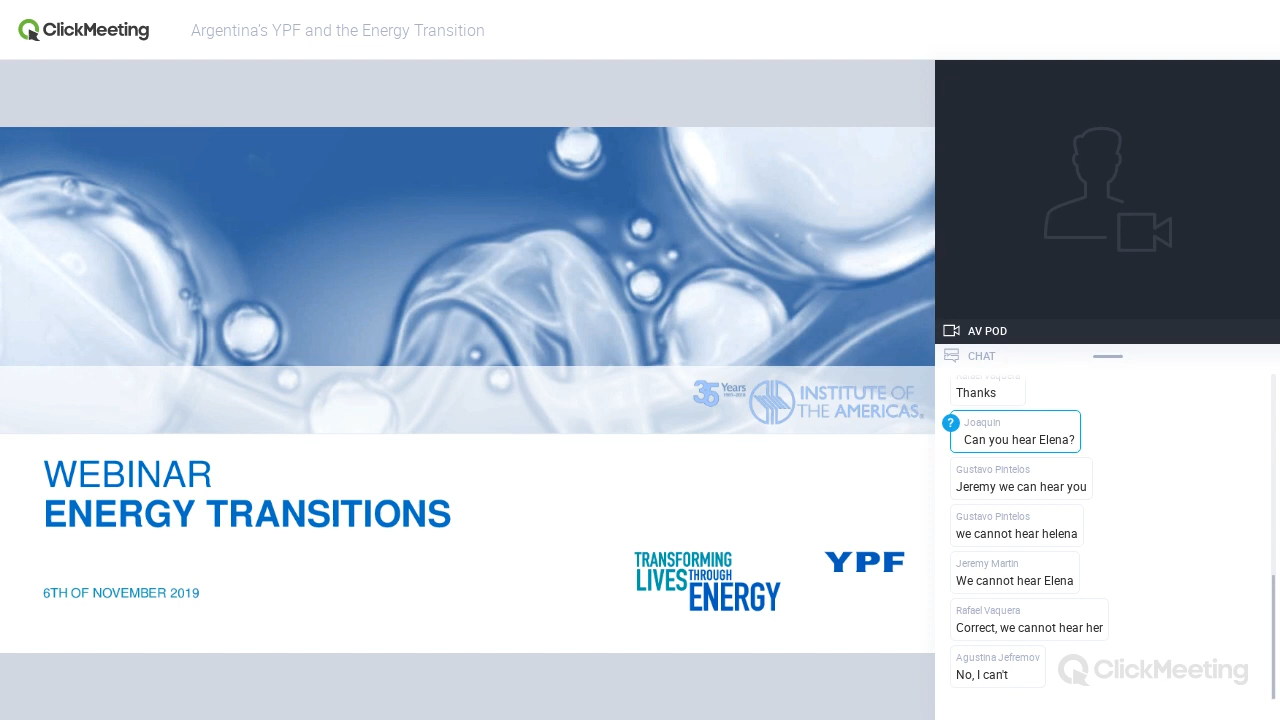 ClickMeeting
Argentina's YPF and the Energy Transition
35 Years
INSTITUTE OF
THE AMERICAS®
WEBINAR
ENERGY TRANSITIONS
6TH OF NOVEMBER 2019
TRANSFORMING
LIVES THROUGH
ENERGY
YPF
AV POD
CHAT
Rafael Vaquera
Thanks
?
Joaquin
Can you hear Elena?
Gustavo Pintelos
Jeremy we can hear you
Gustavo Pintelos
we cannot hear helena
Jeremy Martin
We cannot hear Elena
Rafael Vaquera
Correct, we cannot hear her
Agustina Jefremov
No, I can't
ClickMeeting